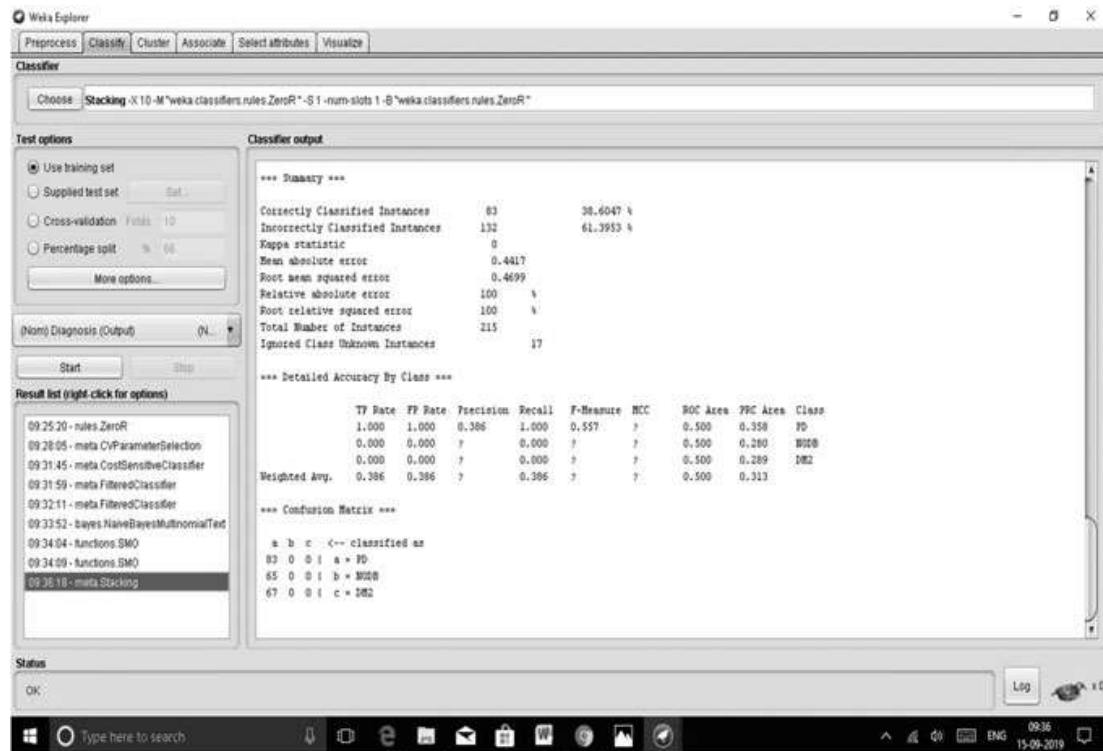 Weka Explorer
Preprocess Classify Cluster Associate Select attributes Visualize
Classifier
Choose Stacking -X 10 -M "weka.classifiers.rules.ZeroR " -S 1 -num-slots 1 -B "weka.classifiers.rules.ZeroR "
Test options
Use training set
Supplied test set Set...
Cross-validation Folds 10
Percentage split % 66
More options...
(Nom) Diagnosis (Output) (N...
Start Stop
Result list (right-click for options)
09:25:20 - rules.ZeroR
09:28:05 - meta.CVParameterSelection
09:31:45 - meta.CostSensitiveClassifier
09:31:59 - meta.FilteredClassifier
09:32:11 - meta.FilteredClassifier
09:33:52 - bayes.NaiveBayesMultinomialText
09:34:04 - functions.SMO
09:34:09 - functions.SMO
09:36:18 - meta.Stacking
Classifier output
=== Summary ===
Correctly Classified Instances 83 38.6047 %
Incorrectly Classified Instances 132 61.3953 %
Kappa statistic 0
Mean absolute error 0.4417
Root mean squared error 0.4699
Relative absolute error 100 %
Root relative squared error 100 %
Total Number of Instances 215
Ignored Class Unknown Instances 17
=== Detailed Accuracy By Class ===
TP Rate FP Rate Precision Recall F-Measure MCC ROC Area PRC Area Class
1.000 1.000 0.386 1.000 0.557 ? 0.500 0.358 PD
0.000 0.000 ? 0.000 ? ? 0.500 0.280 NODB
0.000 0.000 ? 0.000 ? ? 0.500 0.289 DM2
Weighted Avg. 0.386 0.386 ? 0.386 ? ? 0.500 0.313
=== Confusion Matrix ===
a b c <-- classified as
83 0 0 | a = PD
65 0 0 | b = NODB
67 0 0 | c = DM2
Status
OK
Log x 0
Type here to search
ENG
09:36
15-09-2019